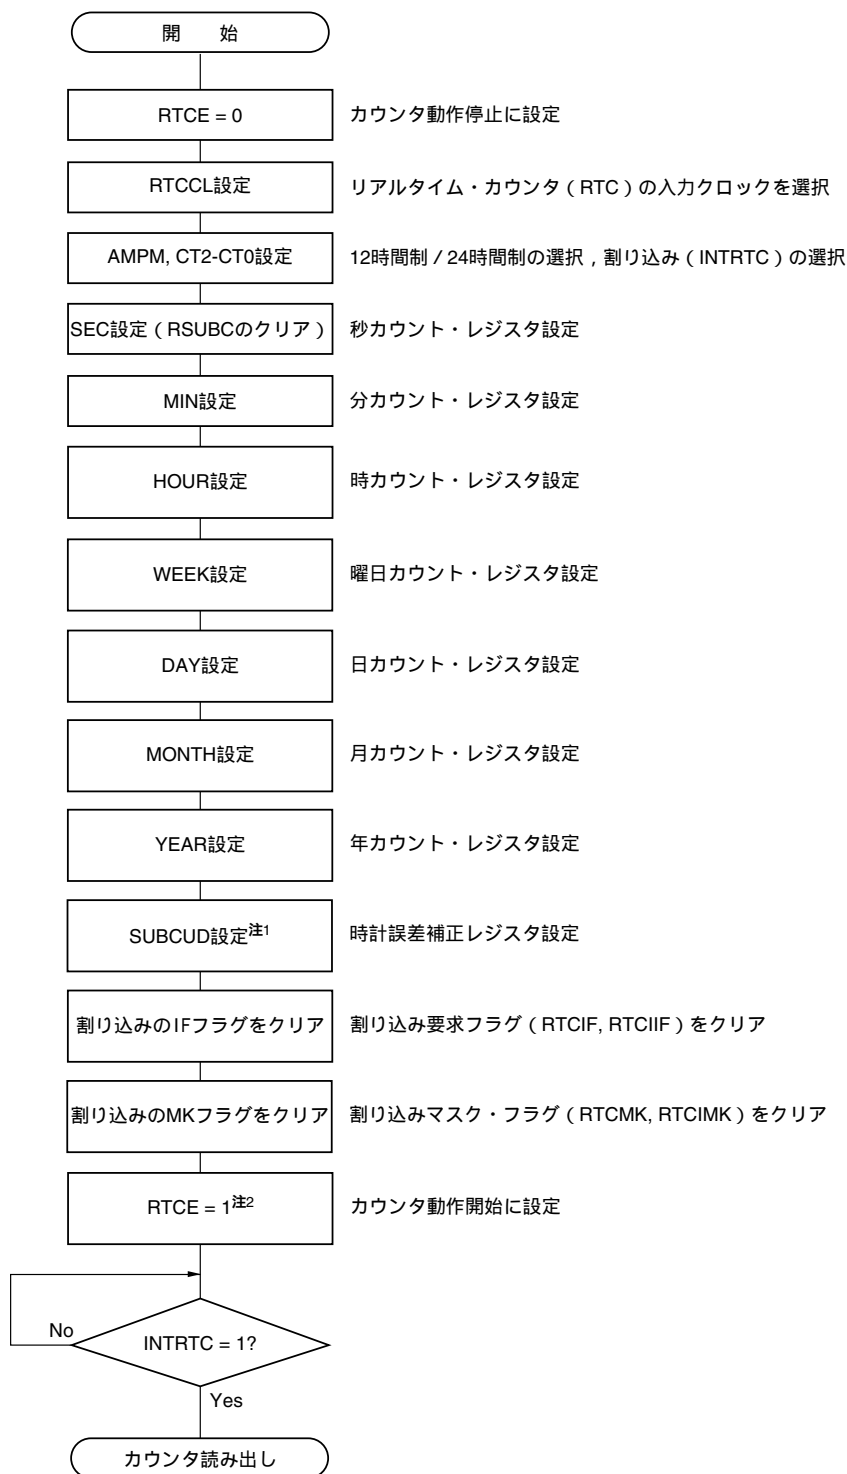 開　始
RTCE = 0
カウンタ動作停止に設定
RTCCL設定
リアルタイム・カウンタ（RTC）の入力クロックを選択
AMPM, CT2-CT0設定
12時間制／24時間制の選択，割り込み（INTRTC）の選択
SEC設定（RSUBCのクリア）
秒カウント・レジスタ設定
MIN設定
分カウント・レジスタ設定
HOUR設定
時カウント・レジスタ設定
WEEK設定
曜日カウント・レジスタ設定
DAY設定
日カウント・レジスタ設定
MONTH設定
月カウント・レジスタ設定
YEAR設定
年カウント・レジスタ設定
SUBCUD設定注1
時計誤差補正レジスタ設定
割り込みのIFフラグをクリア
割り込み要求フラグ（RTCIF, RTCIIF）をクリア
割り込みのMKフラグをクリア
割り込みマスク・フラグ（RTCMK, RTCIMK）をクリア
RTCE = 1注2
カウンタ動作開始に設定
No
INTRTC = 1?
Yes
カウンタ読み出し